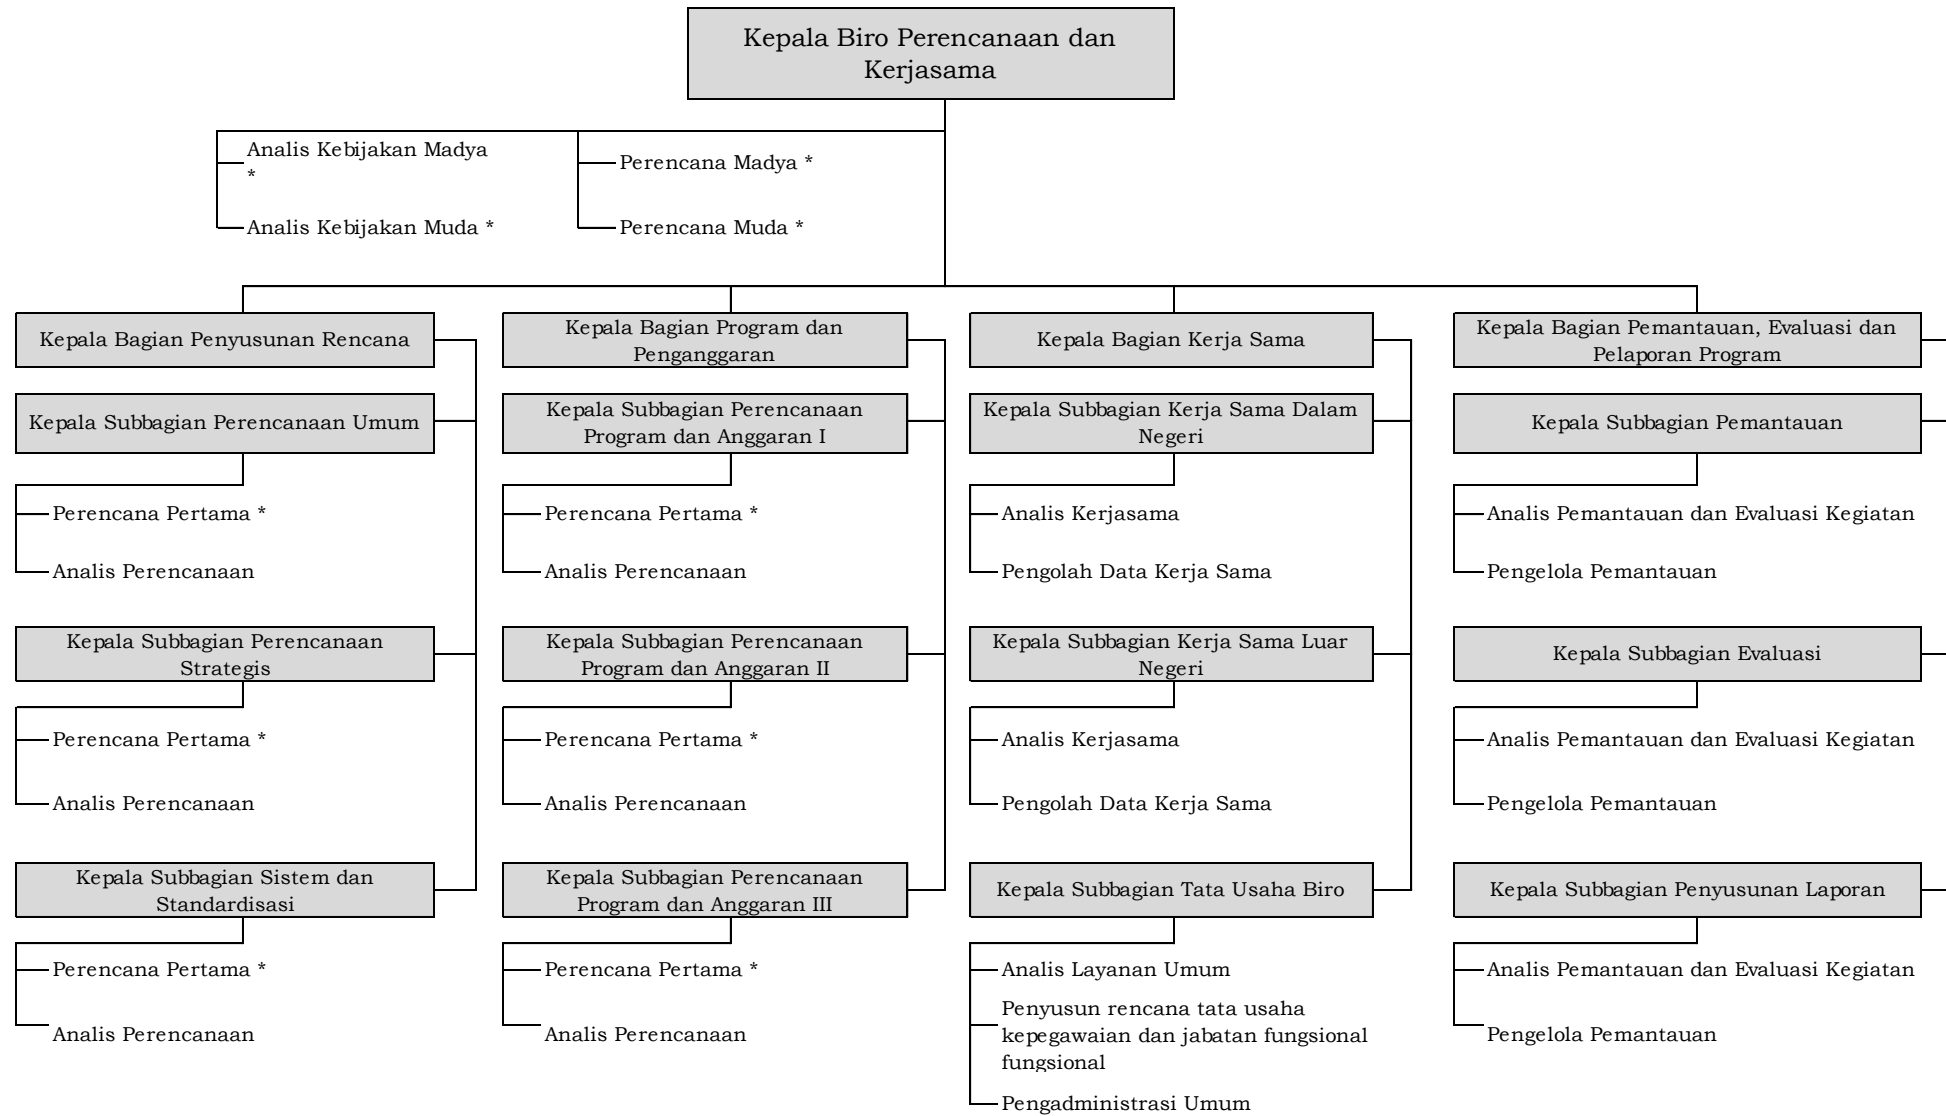 Kepala Biro Perencanaan dan
Kerjasama
Analis Kebijakan Madya
*
Perencana Madya *
Analis Kebijakan Muda *
Perencana Muda *
Kepala Bagian Penyusunan Rencana
Kepala Subbagian Perencanaan Umum
Perencana Pertama *
Analis Perencanaan
Kepala Subbagian Perencanaan
Strategis
Perencana Pertama *
Analis Perencanaan
Kepala Subbagian Sistem dan
Standardisasi
Perencana Pertama *
Analis Perencanaan
Kepala Bagian Program dan
Penganggaran
Kepala Subbagian Perencanaan
Program dan Anggaran I
Perencana Pertama *
Analis Perencanaan
Kepala Subbagian Perencanaan
Program dan Anggaran II
Perencana Pertama *
Analis Perencanaan
Kepala Subbagian Perencanaan
Program dan Anggaran III
Perencana Pertama *
Analis Perencanaan
Kepala Bagian Kerja Sama
Kepala Subbagian Kerja Sama Dalam
Negeri
Analis Kerjasama
Pengolah Data Kerja Sama
Kepala Subbagian Kerja Sama Luar
Negeri
Analis Kerjasama
Pengolah Data Kerja Sama
Kepala Subbagian Tata Usaha Biro
Analis Layanan Umum
Penyusun rencana tata usaha
kepegawaian dan jabatan fungsional
fungsional
Pengadministrasi Umum
Kepala Bagian Pemantauan, Evaluasi dan
Pelaporan Program
Kepala Subbagian Pemantauan
Analis Pemantauan dan Evaluasi Kegiatan
Pengelola Pemantauan
Kepala Subbagian Evaluasi
Analis Pemantauan dan Evaluasi Kegiatan
Pengelola Pemantauan
Kepala Subbagian Penyusunan Laporan
Analis Pemantauan dan Evaluasi Kegiatan
Pengelola Pemantauan